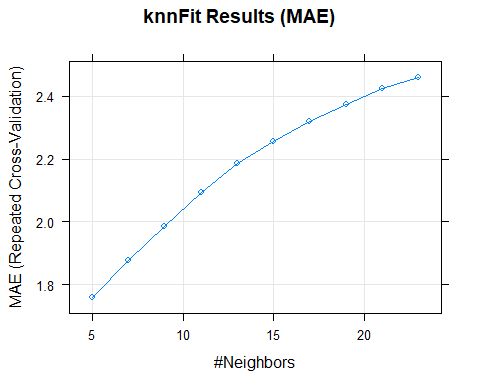 knnFit Results (MAE)
MAE (Repeated Cross-Validation)
2.4
2.2
2.0
1.8
5
10
15
20
#Neighbors